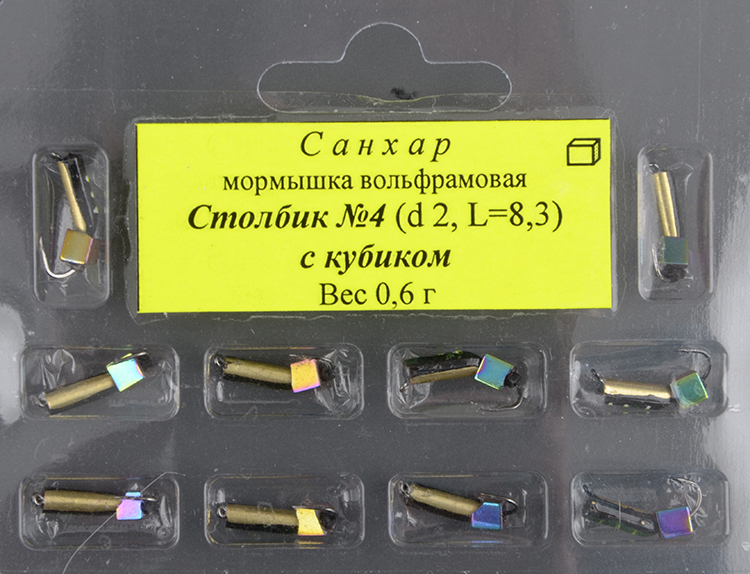 Санхар
мормышка вольфрамовая
Столбик №4 (d 2, L=8,3)
с кубиком
Вес 0,6 г